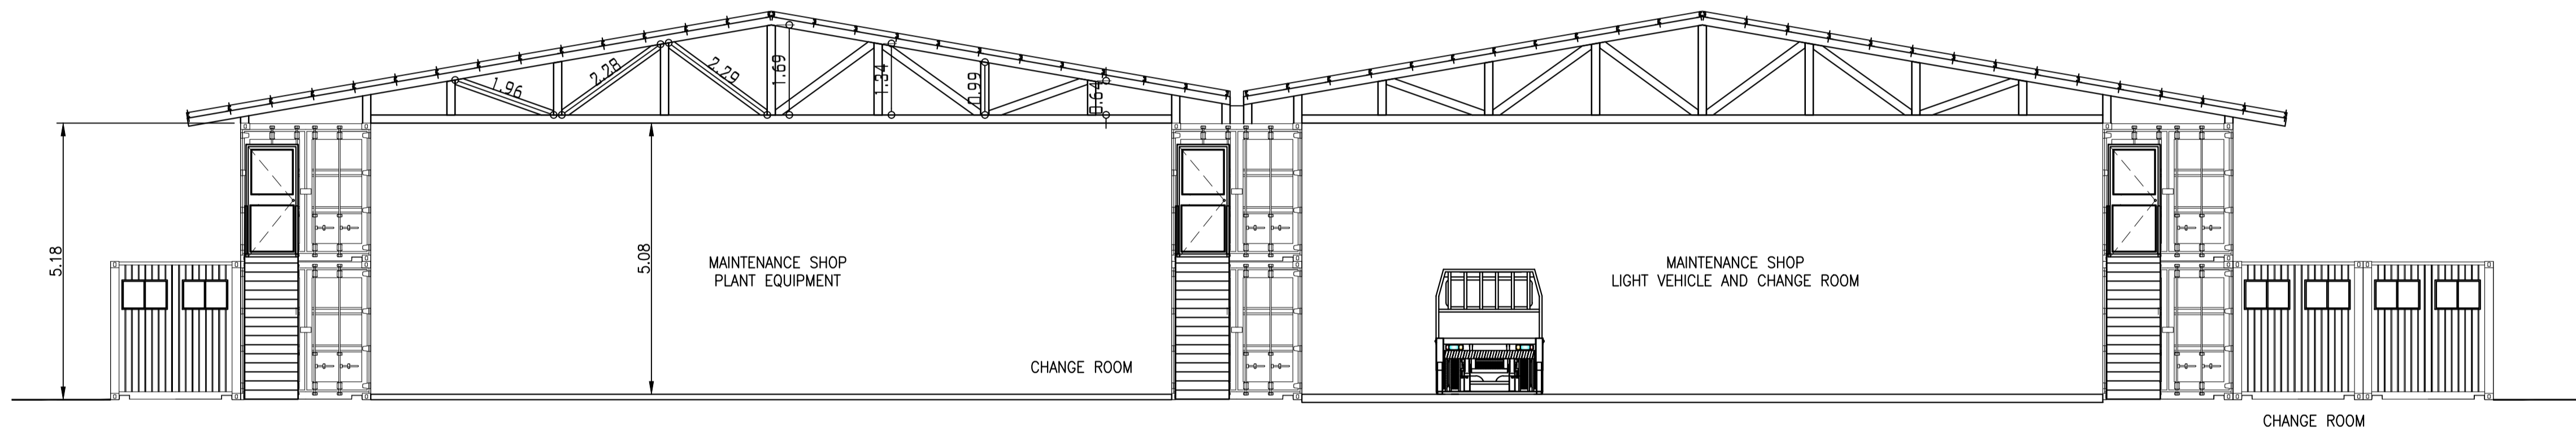 1.96
2.28
2.29
1.69
1.34
0.99
0.64
5.18
5.08
MAINTENANCE SHOP
PLANT EQUIPMENT
CHANGE ROOM
MAINTENANCE SHOP
LIGHT VEHICLE AND CHANGE ROOM
CHANGE ROOM